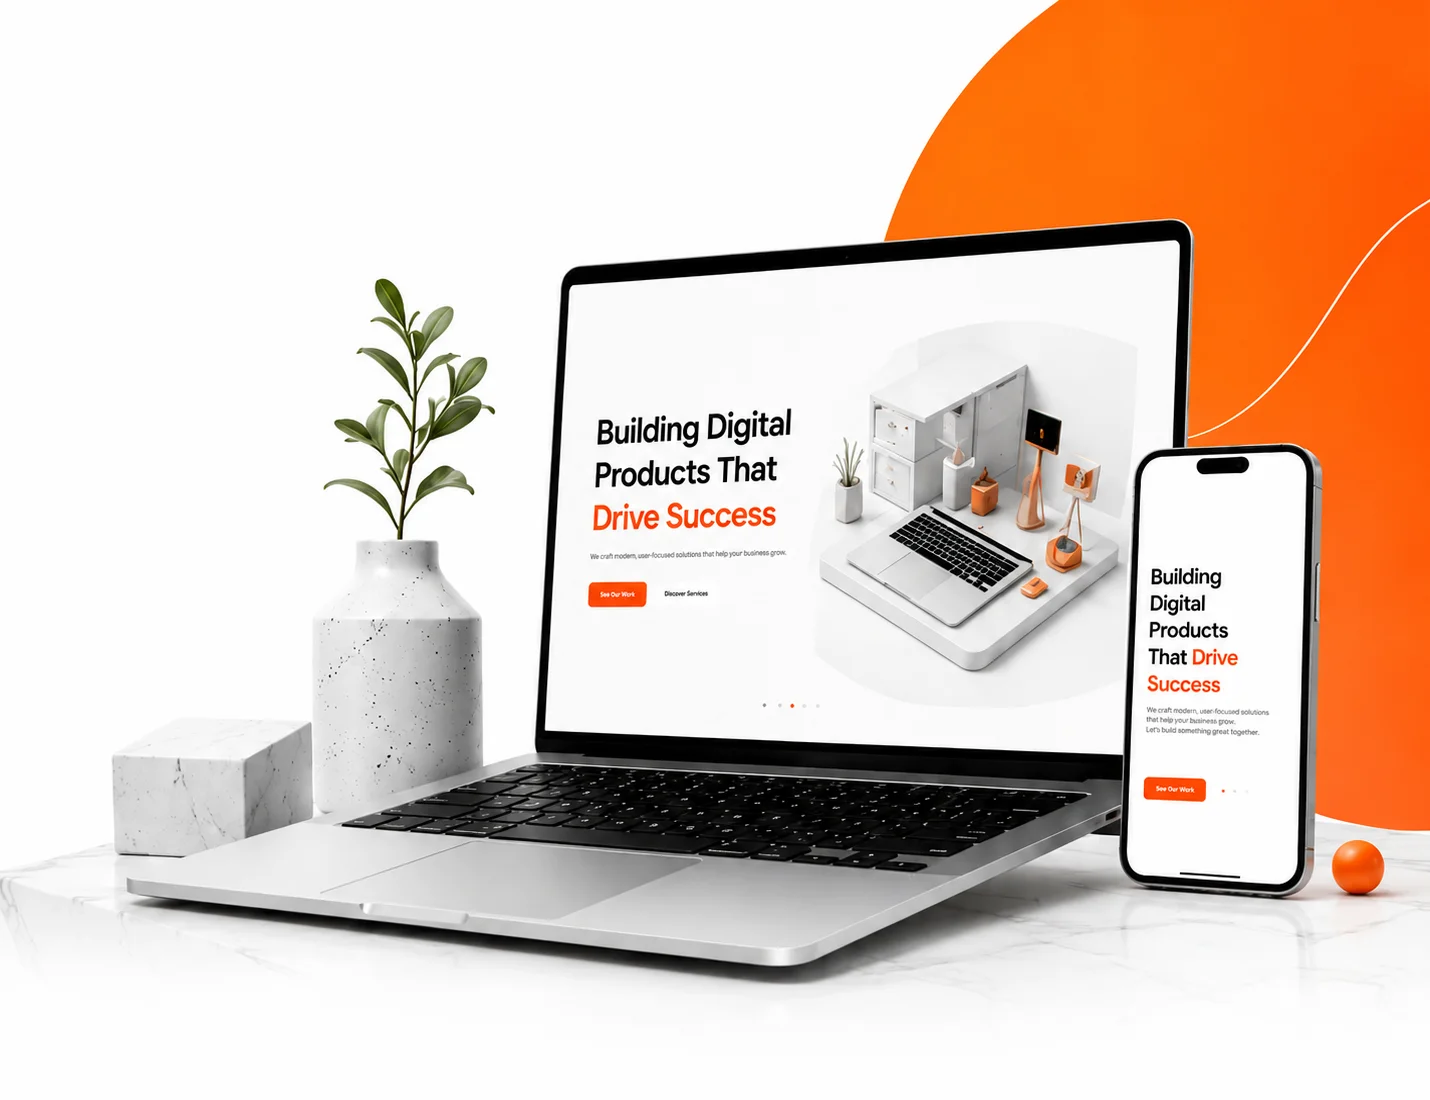 Building Digital
Products That
Drive Success
We craft modern, user-focused solutions that help your business grow.
See Our Work
Discover Services
Building
Digital
Products
That Drive
Success
We craft modern, user-focused solutions
that help your business grow.
Let's build something great together.
See Our Work